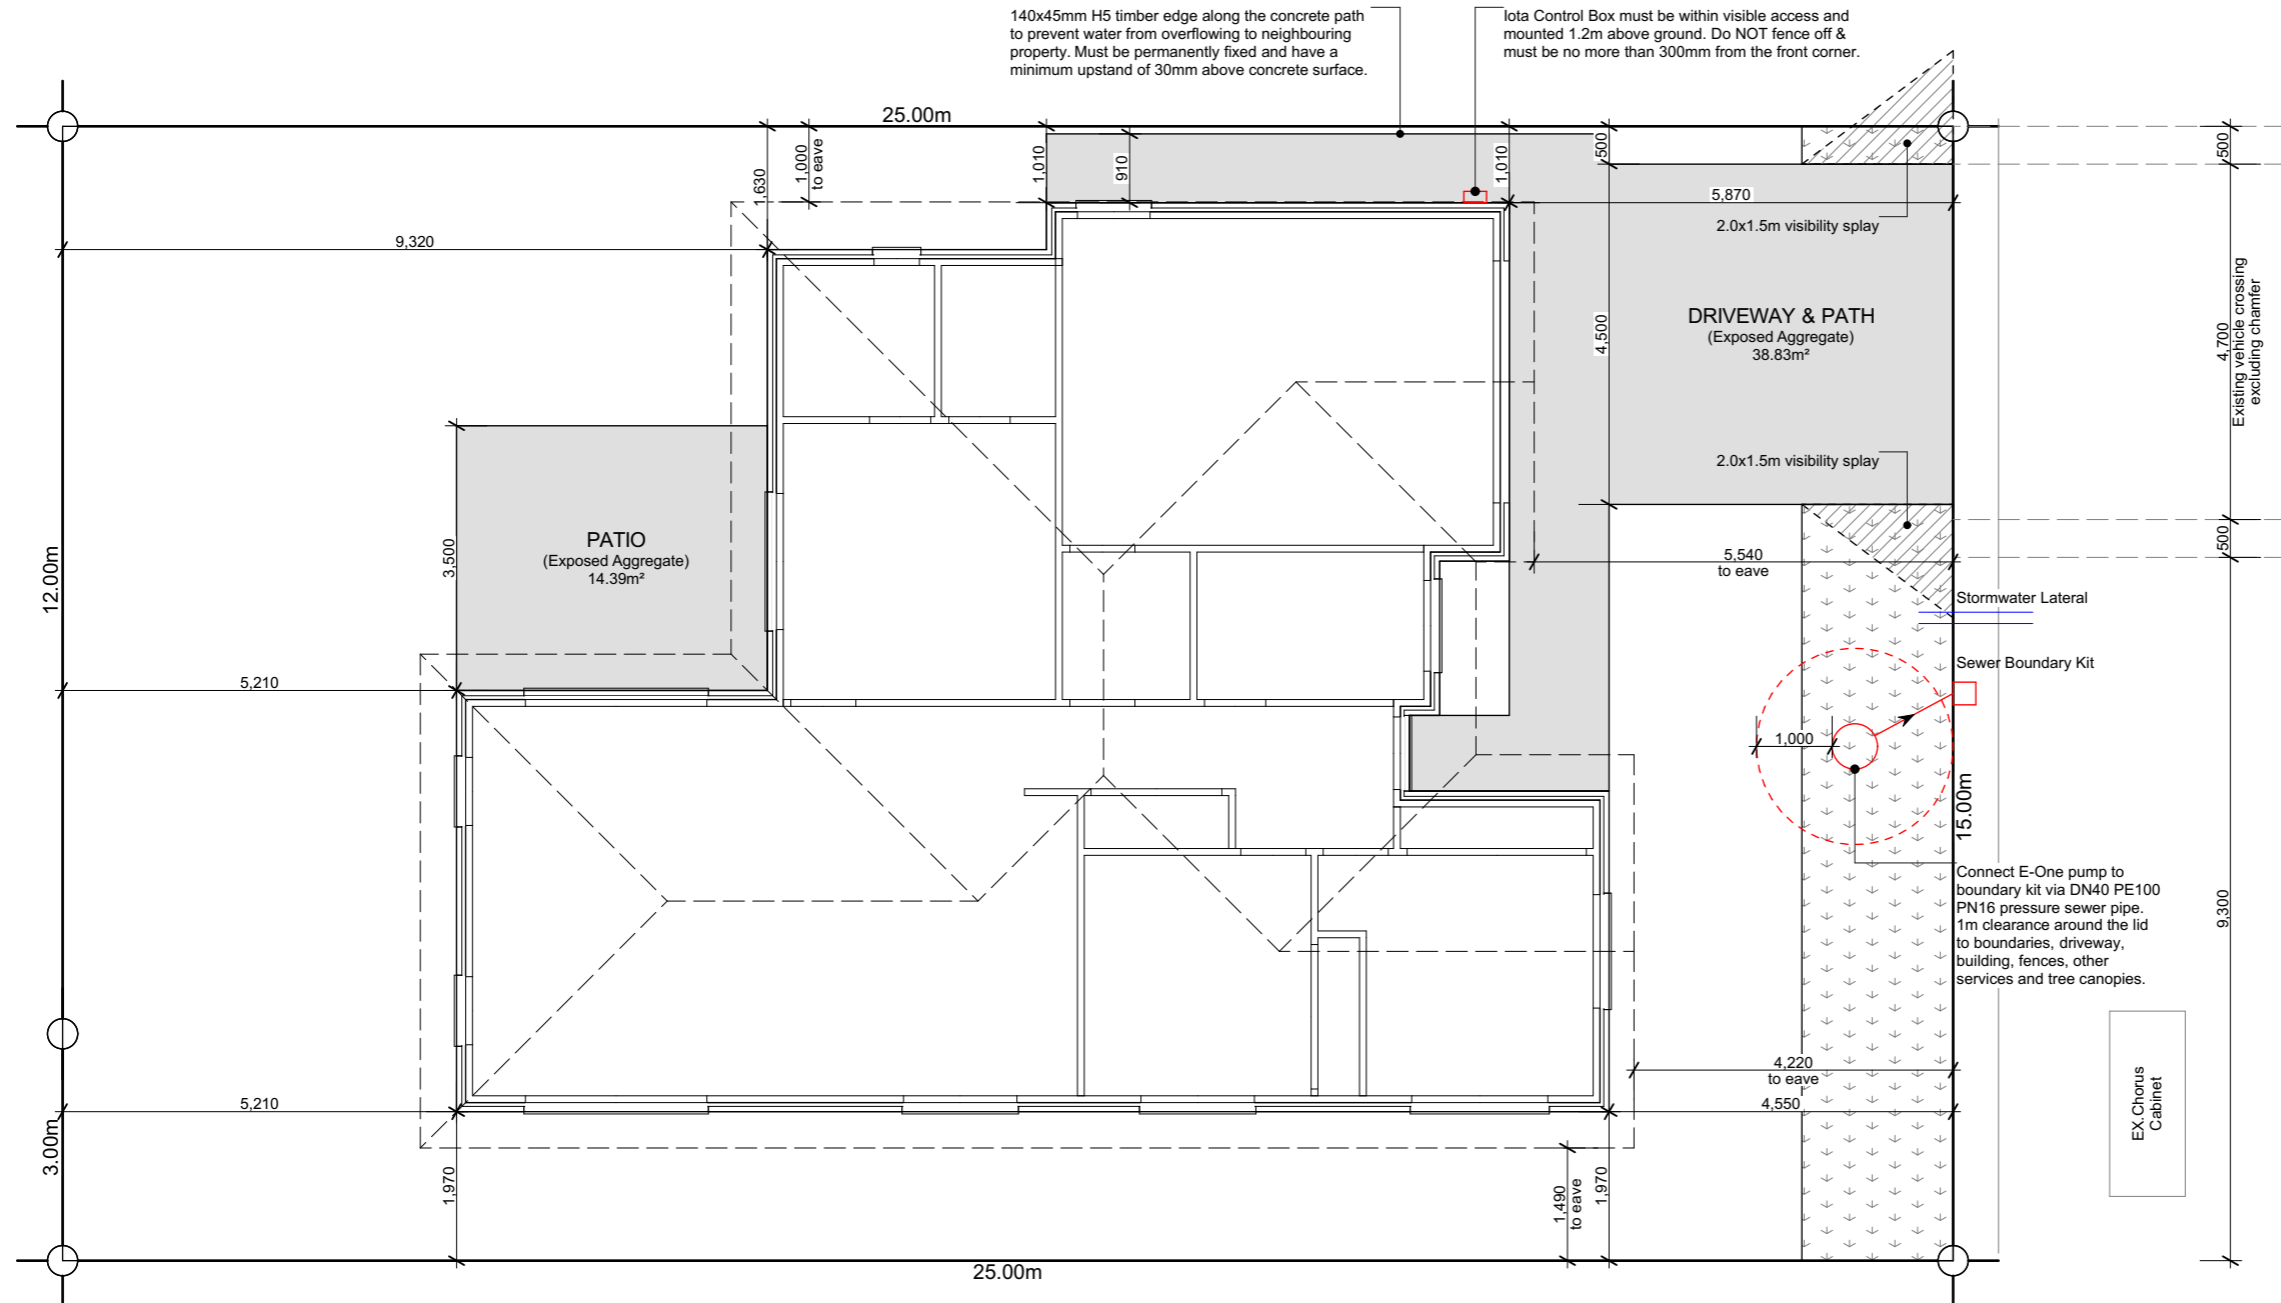 140x45mm H5 timber edge along the concrete path
to prevent water from overflowing to neighbouring
property. Must be permanently fixed and have a
minimum upstand of 30mm above concrete surface.
Iota Control Box must be within visible access and
mounted 1.2m above ground. Do NOT fence off &
must be no more than 300mm from the front corner.
25.00m
1,630
1,000
to eave
1,010
910
1,010
500
500
5,870
2.0x1.5m visibility splay
9,320
DRIVEWAY & PATH
(Exposed Aggregate)
38.83m²
4,500
4,700
Existing vehicle crossing
excluding chamfer
2.0x1.5m visibility splay
500
12.00m
3,500
PATIO
(Exposed Aggregate)
14.39m²
5,540
to eave
Stormwater Lateral
Sewer Boundary Kit
5,210
1,000
15.00m
Connect E-One pump to
boundary kit via DN40 PE100
PN16 pressure sewer pipe.
1m clearance around the lid
to boundaries, driveway,
building, fences, other
services and tree canopies.
9,300
4,220
to eave
5,210
4,550
3.00m
EX.Chorus
Cabinet
1,970
1,490
to eave
1,970
25.00m